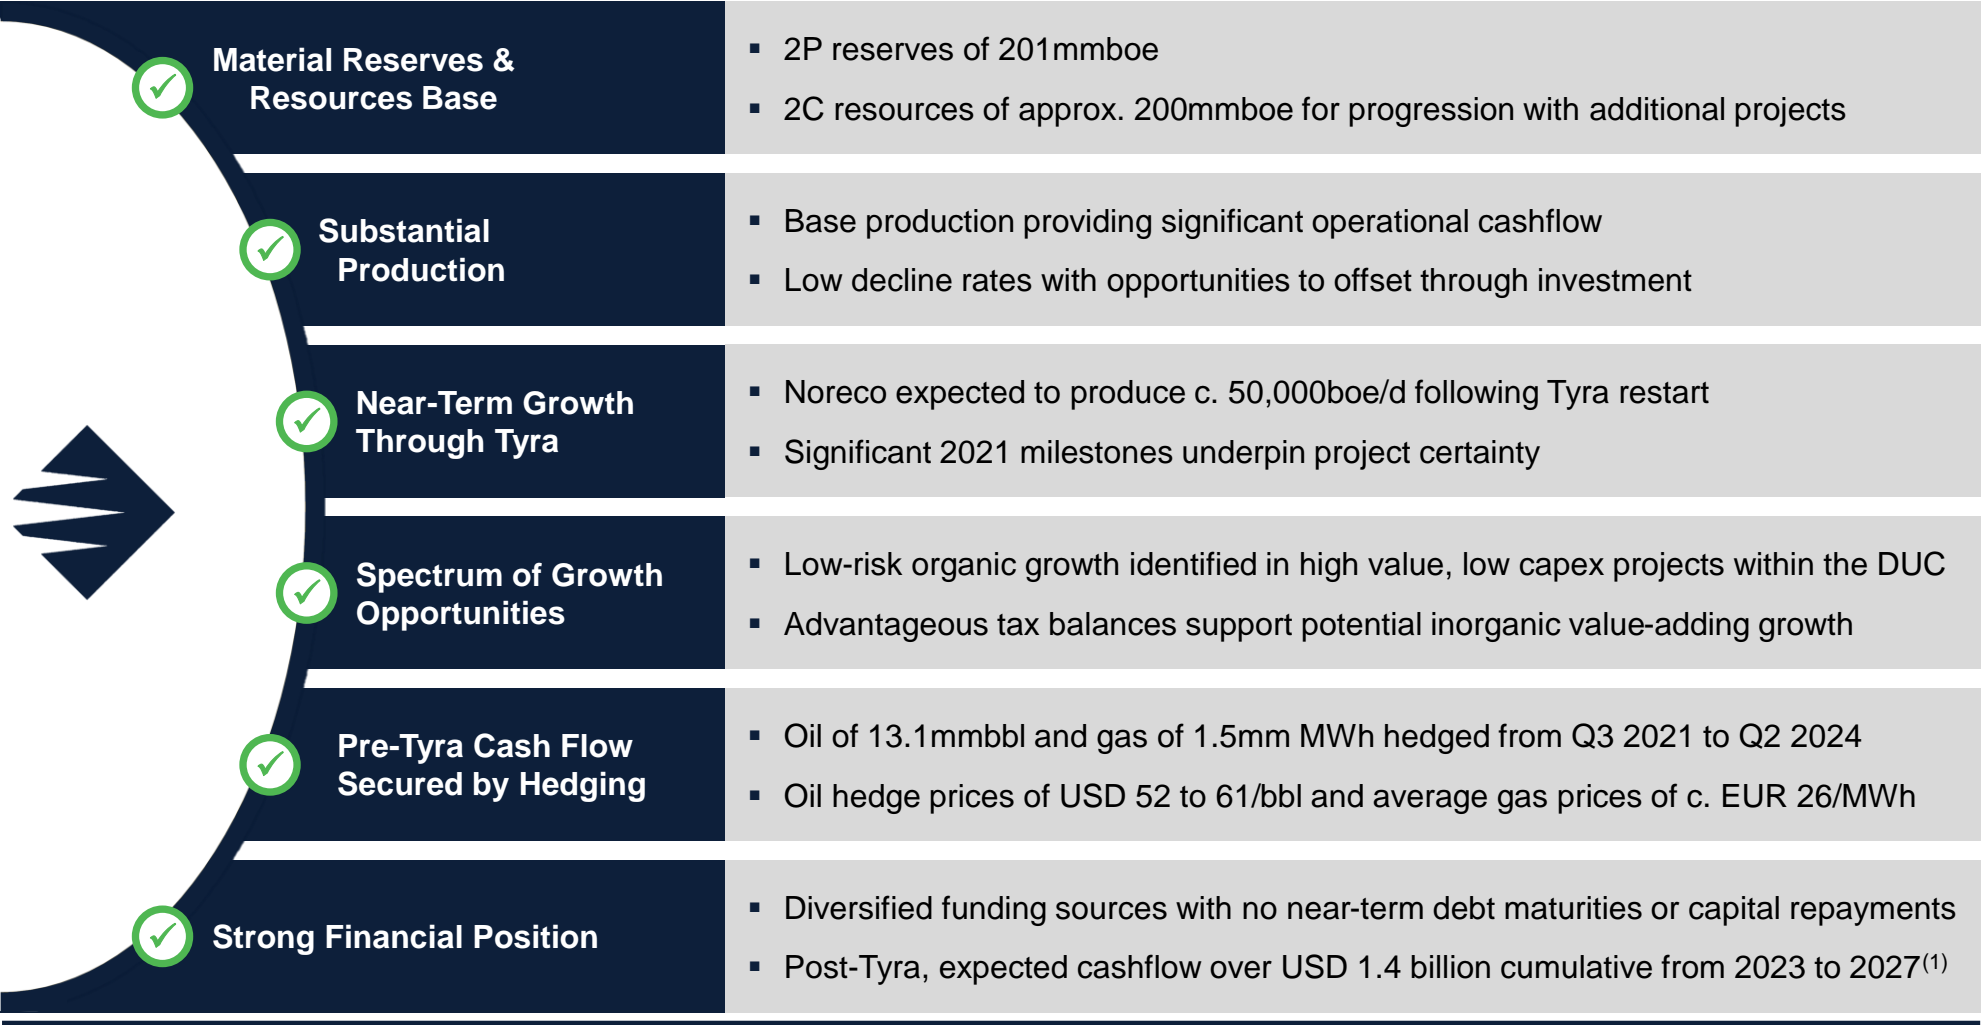 Material Reserves &
Resources Base
▪ 2P reserves of 201mmboe
▪ 2C resources of approx. 200mmboe for progression with additional projects
Substantial
Production
▪ Base production providing significant operational cashflow
▪ Low decline rates with opportunities to offset through investment
Near-Term Growth
Through Tyra
▪ Noreco expected to produce c. 50,000boe/d following Tyra restart
▪ Significant 2021 milestones underpin project certainty
Spectrum of Growth
Opportunities
▪ Low-risk organic growth identified in high value, low capex projects within the DUC
▪ Advantageous tax balances support potential inorganic value-adding growth
Pre-Tyra Cash Flow
Secured by Hedging
▪ Oil of 13.1mmbbl and gas of 1.5mm MWh hedged from Q3 2021 to Q2 2024
▪ Oil hedge prices of USD 52 to 61/bbl and average gas prices of c. EUR 26/MWh
Strong Financial Position
▪ Diversified funding sources with no near-term debt maturities or capital repayments
▪ Post-Tyra, expected cashflow over USD 1.4 billion cumulative from 2023 to 2027(1)